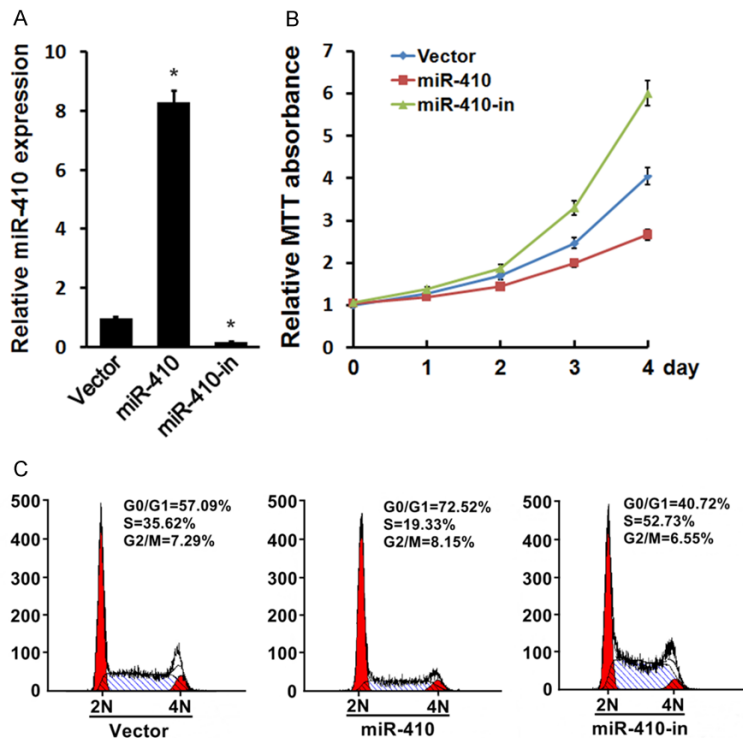 A
Relative miR-410 expression
10
8
6
4
2
0
*
*
Vector
miR-410
miR-410-in
B
Relative MTT absorbance
7
6
5
4
3
2
1
0
Vector
miR-410
miR-410-in
0 1 2 3 4 day
C
500
400
300
200
100
0
G0/G1=57.09%
S=35.62%
G2/M=7.29%
2N 4N
Vector
500
400
300
200
100
0
G0/G1=72.52%
S=19.33%
G2/M=8.15%
2N 4N
miR-410
500
400
300
200
100
0
G0/G1=40.72%
S=52.73%
G2/M=6.55%
2N 4N
miR-410-in